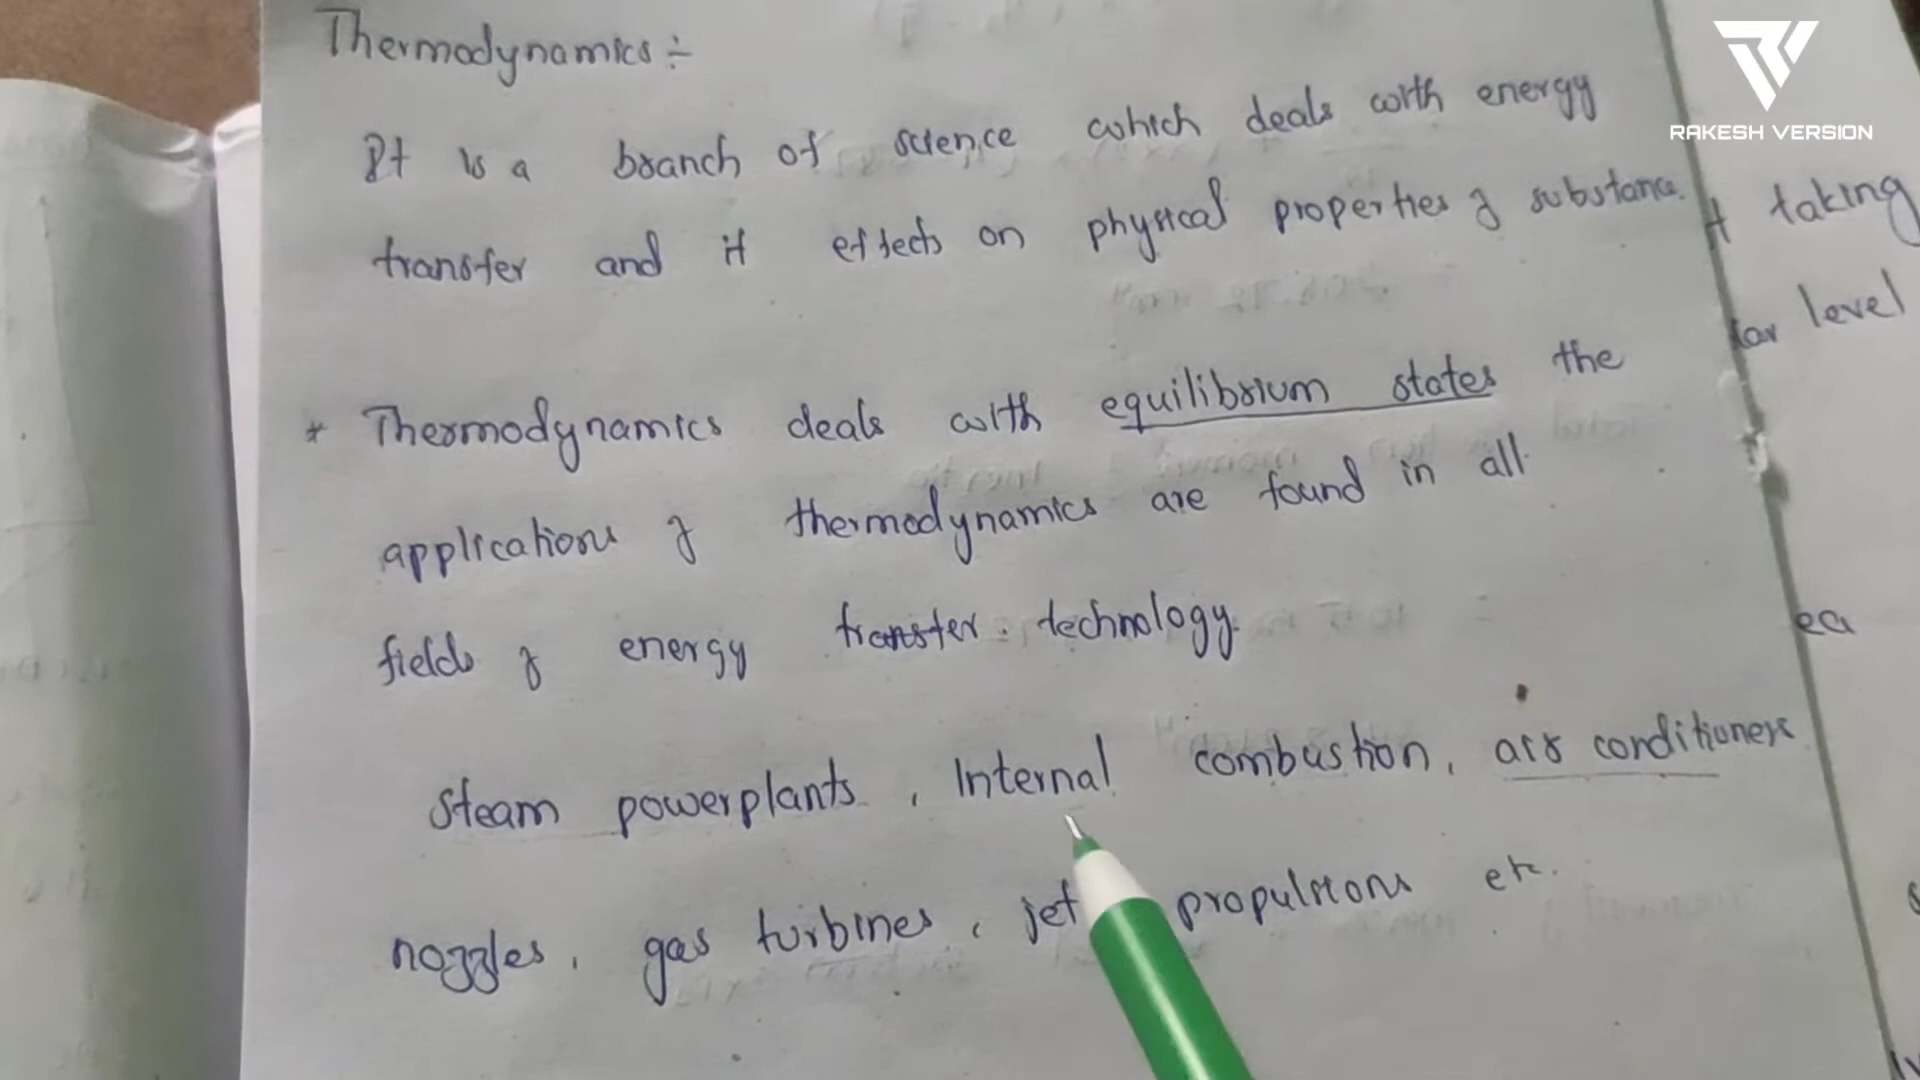 Thermodynamics :-
RAKESH VERSION
It is a branch of science which deals with energy
transfer and it effects on physical properties of substance.
t taking
lar level
* Thermodynamics deals with equilibrium states the
applications of thermodynamics are found in all
fields of energy transfer. technology.
ea
steam powerplants, Internal combustion, air conditioners
nozzles, gas turbines, jet propulsions etc.